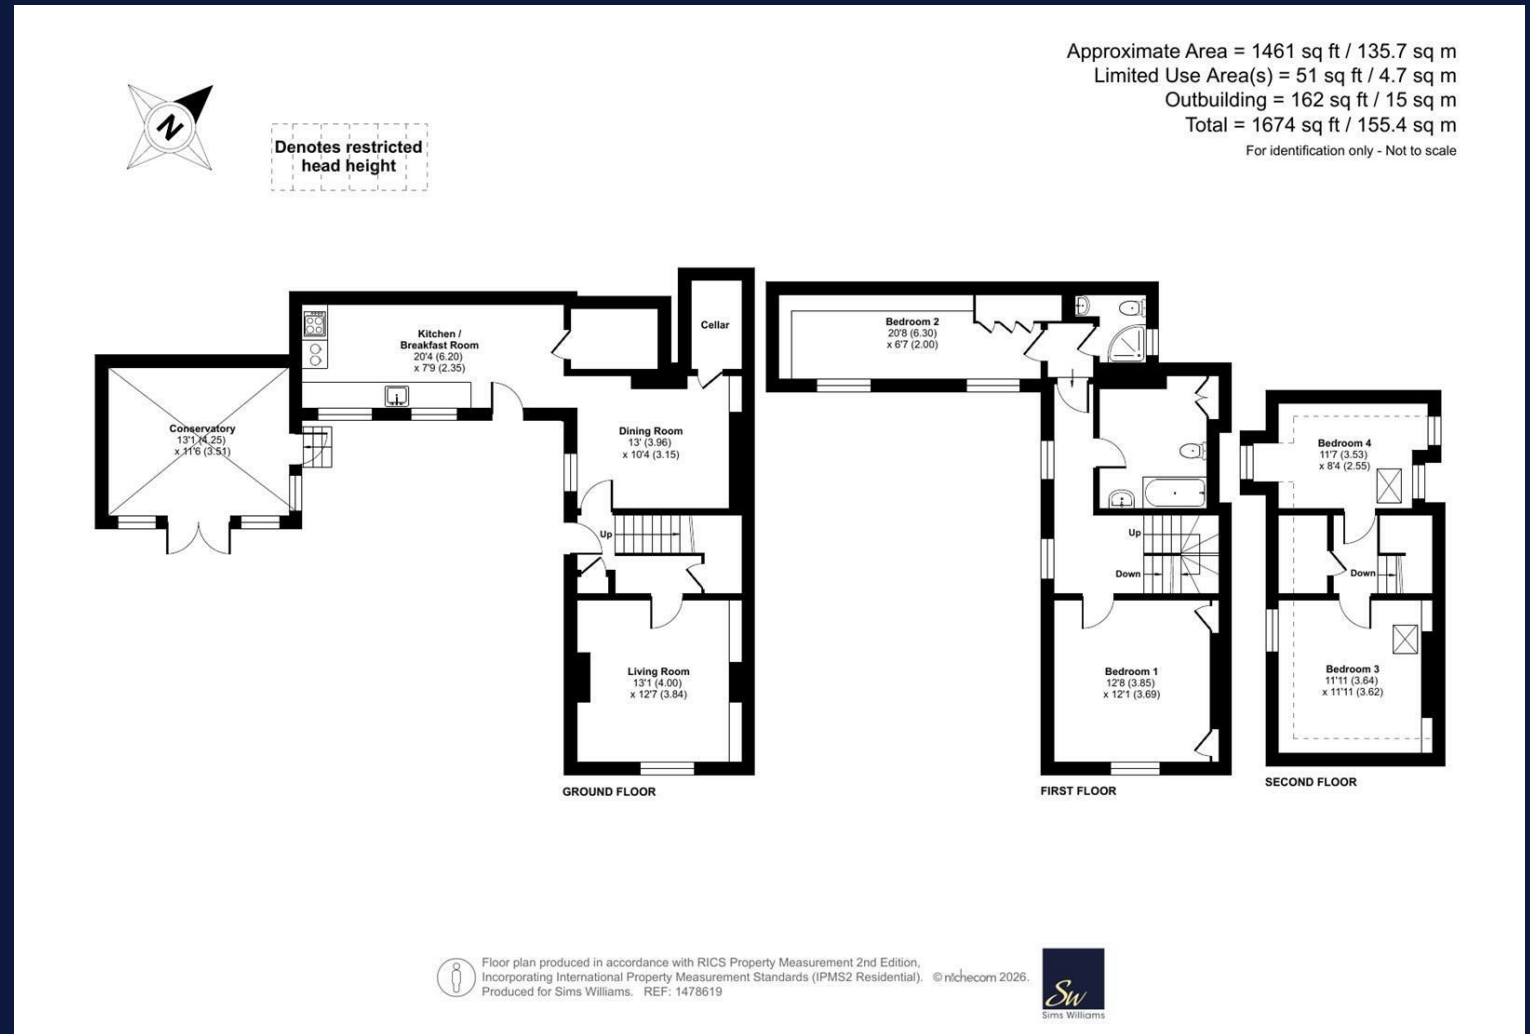 Approximate Area = 1461 sq ft / 135.7 sq m
Limited Use Area(s) = 51 sq ft / 4.7 sq m
Outbuilding = 162 sq ft / 15 sq m
Total = 1674 sq ft / 155.4 sq m
For identification only - Not to scale
N
Denotes restricted
head height
Kitchen /
Breakfast Room
20'4 (6.20)
x 7'9 (2.35)
Cellar
Conservatory
13'1 (4.25)
x 11'6 (3.51)
Dining Room
13' (3.96)
x 10'4 (3.15)
Up
Living Room
13'1 (4.00)
x 12'7 (3.84)
GROUND FLOOR
Bedroom 2
20'8 (6.30)
x 6'7 (2.00)
Up
Down
Bedroom 1
12'8 (3.85)
x 12'1 (3.69)
FIRST FLOOR
Bedroom 4
11'7 (3.53)
x 8'4 (2.55)
Down
Bedroom 3
11'11 (3.64)
x 11'11 (3.62)
SECOND FLOOR
Floor plan produced in accordance with RICS Property Measurement 2nd Edition,
Incorporating International Property Measurement Standards (IPMS2 Residential). © nichecom 2026.
Produced for Sims Williams. REF: 1478619
Sw
Sims Williams